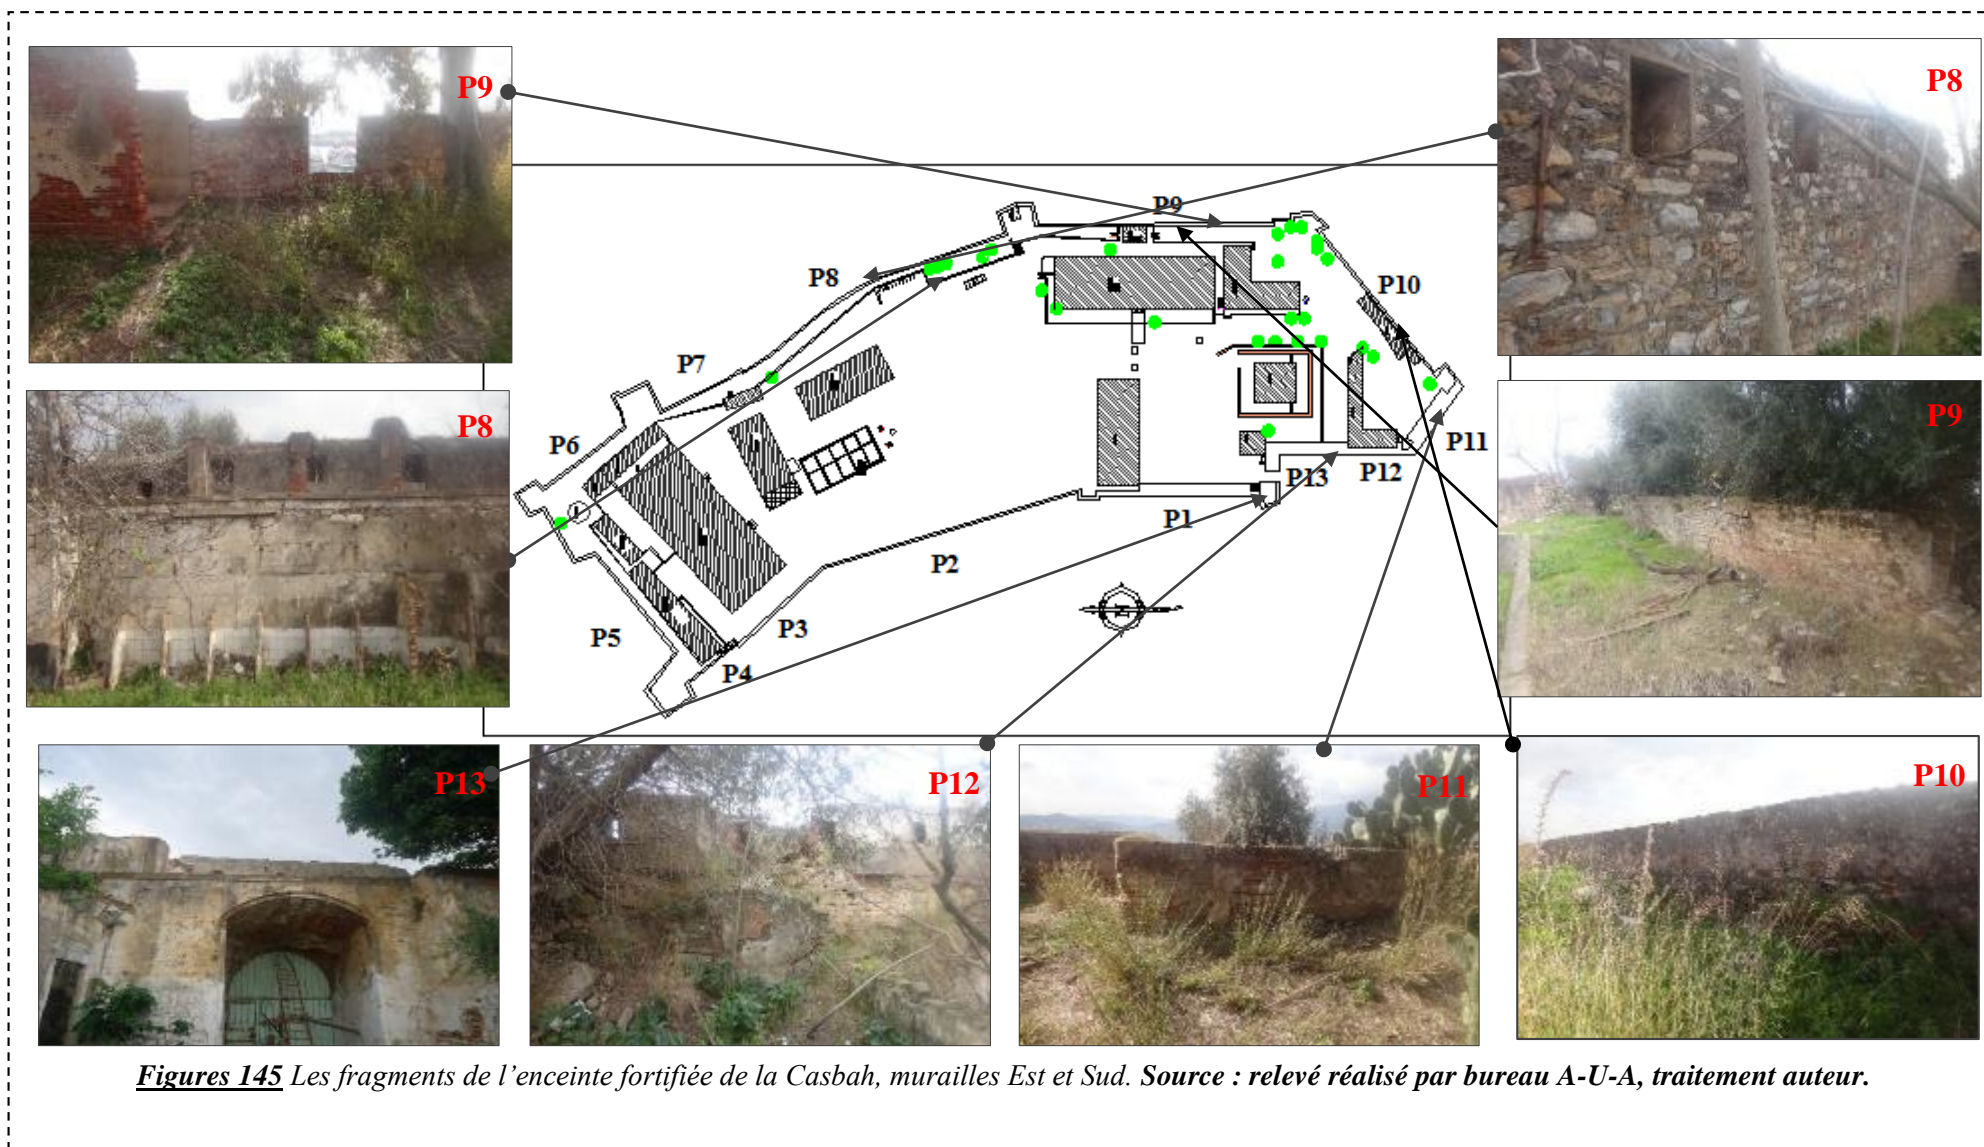 P9
P8
P9
P8
P10
P7
P8
P9
P6
P11
P13
P12
P1
P2
P5
P3
P4
P13
P12
P11
P10
Figures 145 Les fragments de l’enceinte fortifiée de la Casbah, murailles Est et Sud. Source : relevé réalisé par bureau A-U-A, traitement auteur.